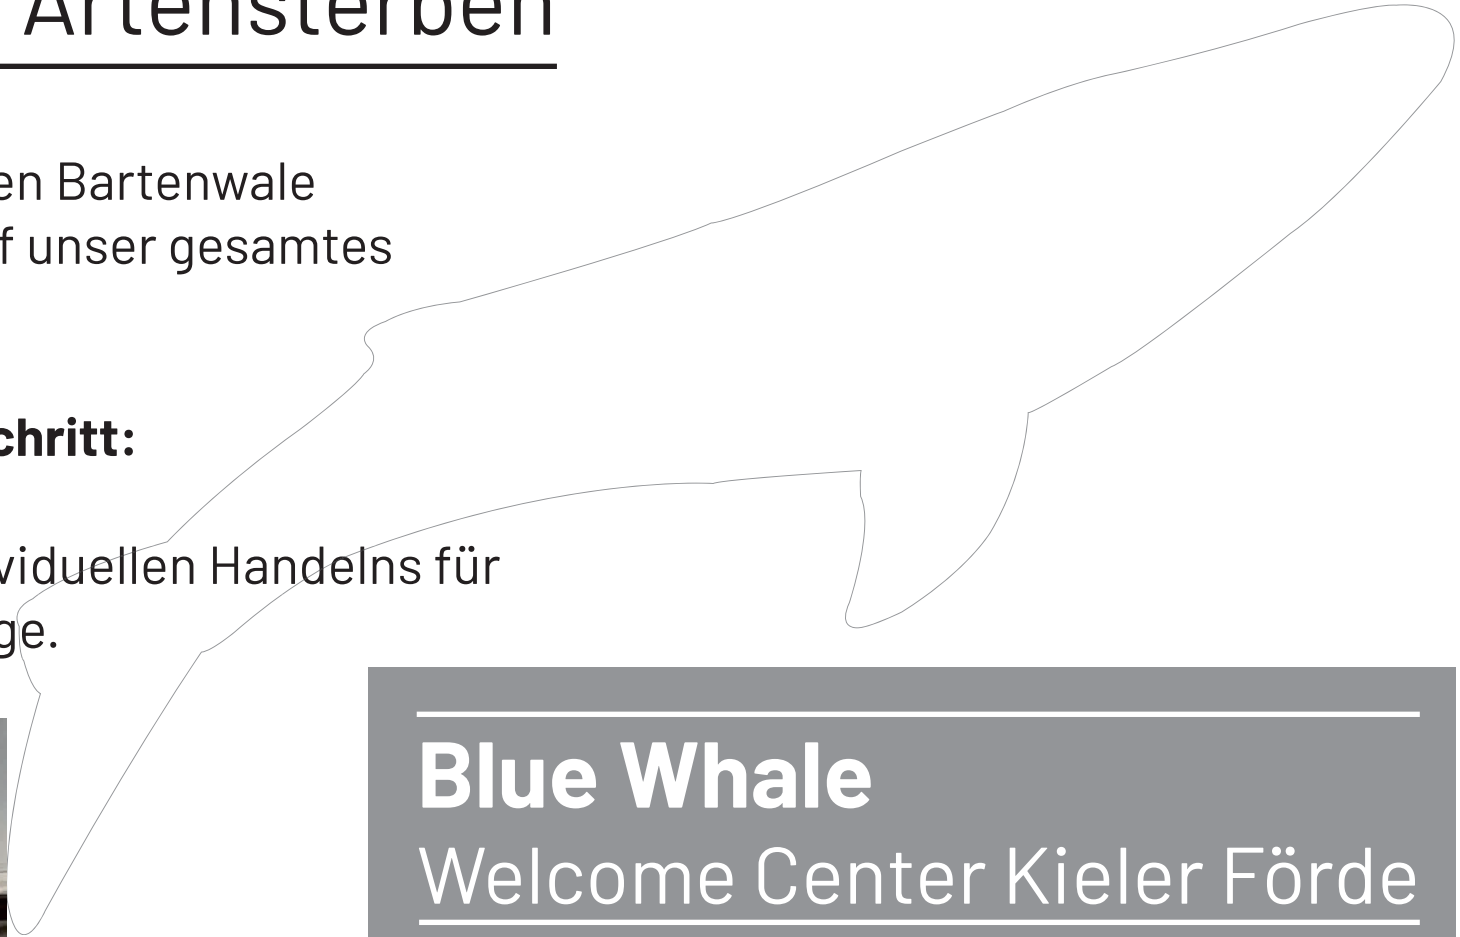 Artensterben
en Bartenwale
f unser gesamtes
chritt:
viduellen Handelns für
ge.
Blue Whale
Welcome Center Kieler Förde